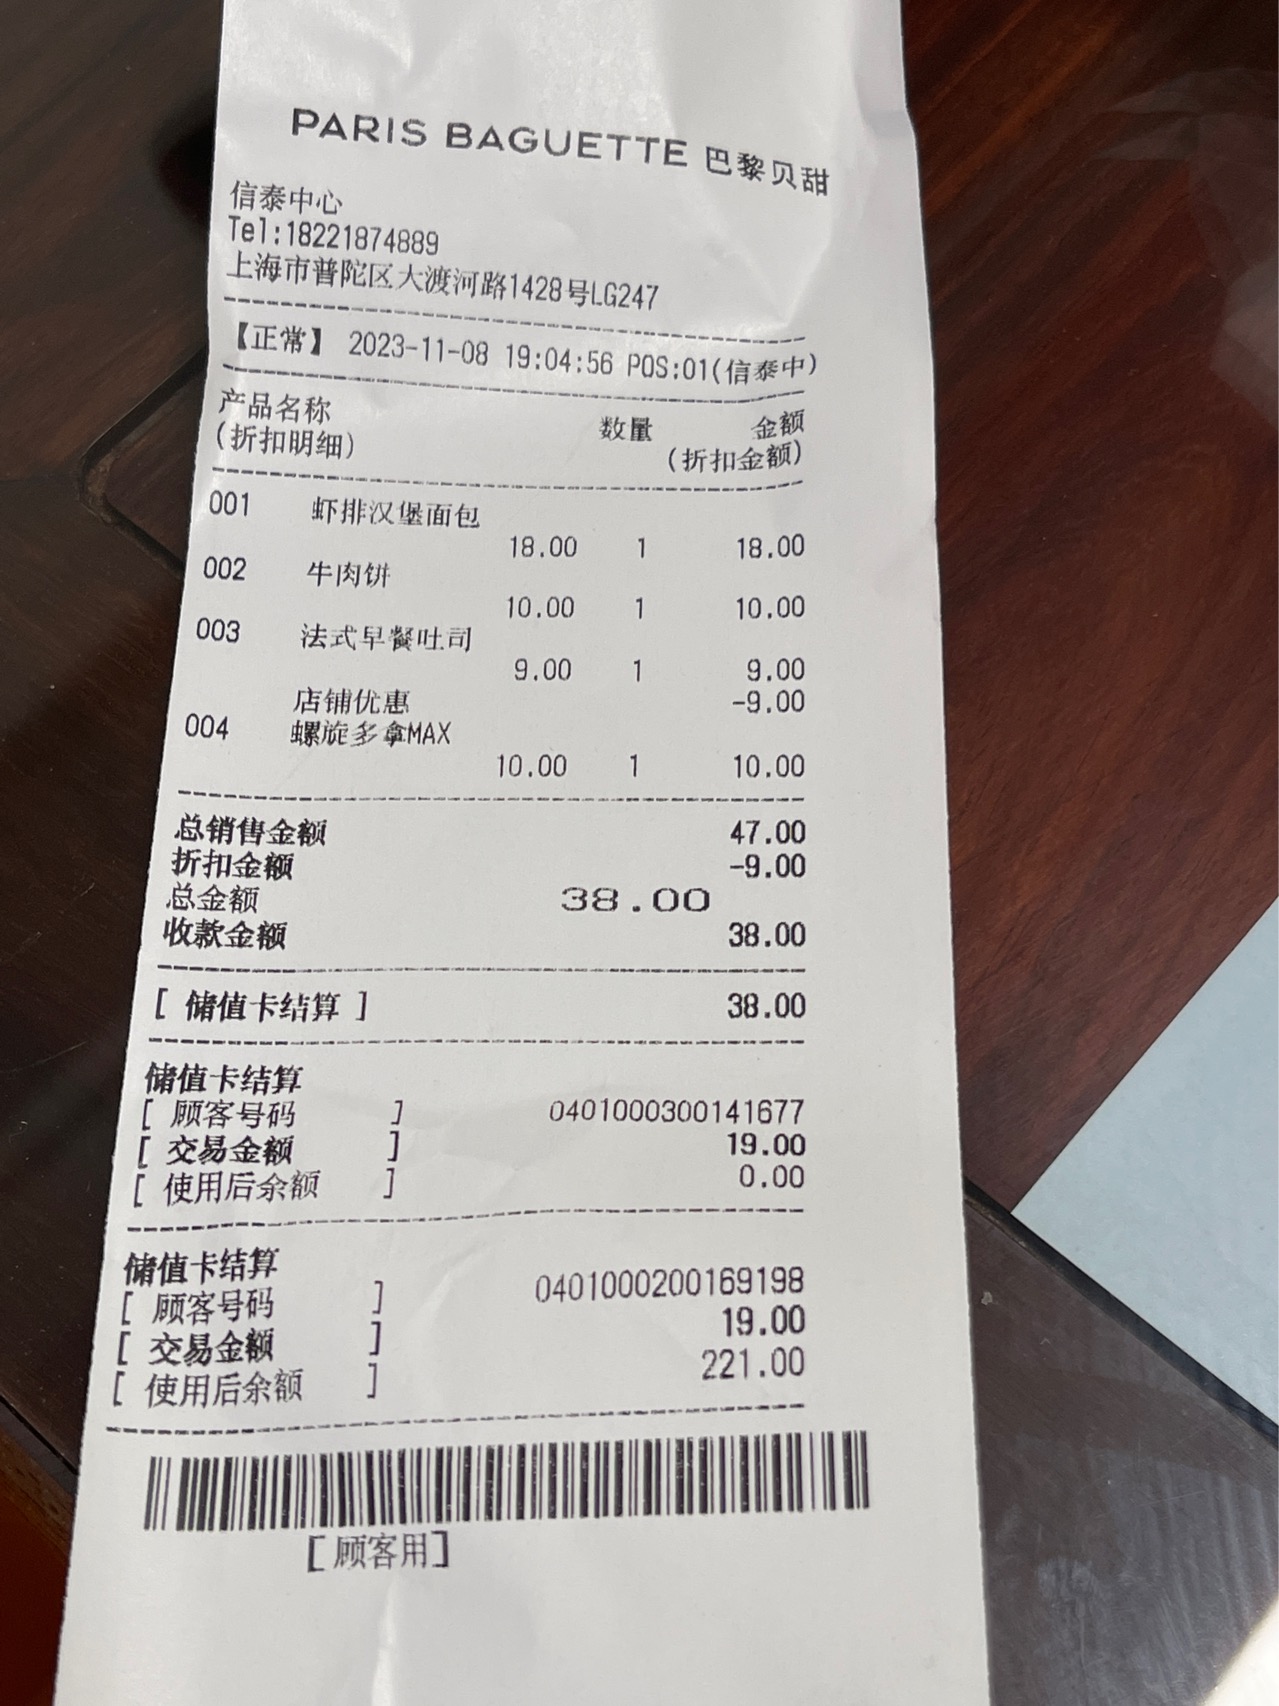 PARIS BAGUETTE 巴黎贝甜
信泰中心
Tel:18221874889
上海市普陀区大渡河路1428号LG247
【正常】 2023-11-08 19:04:56 POS:01(信泰中)
产品名称 数量 金额
(折扣明细) (折扣金额)
001 虾排汉堡面包
18.00 1 18.00
002 牛肉饼
10.00 1 10.00
003 法式早餐吐司
9.00 1 9.00
店铺优惠 -9.00
004 螺旋多拿MAX
10.00 1 10.00
总销售金额 47.00
折扣金额 -9.00
总金额 38.00
收款金额 38.00
[ 储值卡结算 ] 38.00
储值卡结算
[ 顾客号码 ] 0401000300141677
[ 交易金额 ] 19.00
[ 使用后余额 ] 0.00
储值卡结算
[ 顾客号码 ] 0401000200169198
[ 交易金额 ] 19.00
[ 使用后余额 ] 221.00
[顾客用]